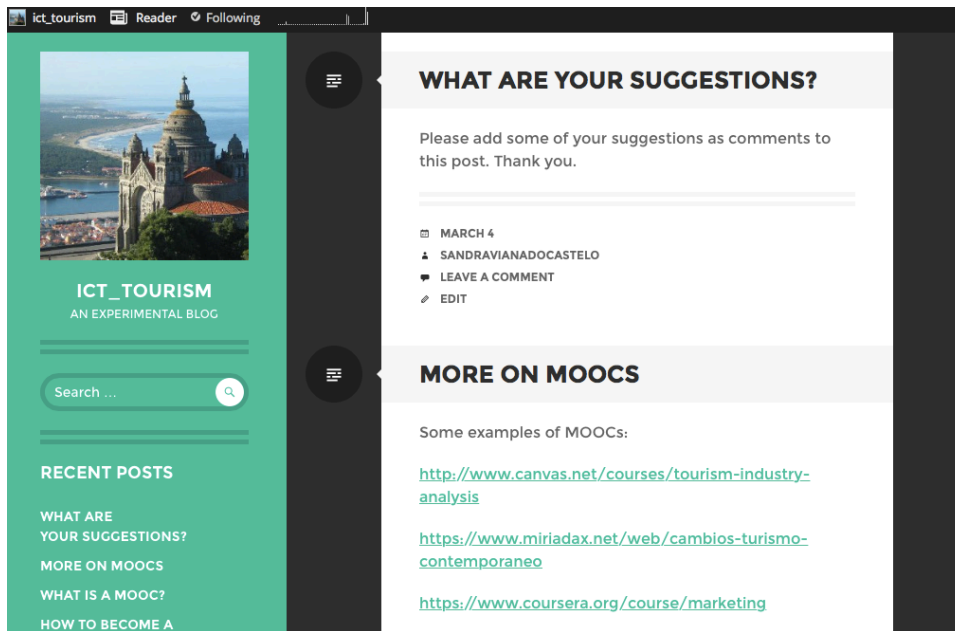 ict_tourism Reader Following
ICT_TOURISM
AN EXPERIMENTAL BLOG
Search ...
RECENT POSTS
WHAT ARE
YOUR SUGGESTIONS?
MORE ON MOOCS
WHAT IS A MOOC?
HOW TO BECOME A
WHAT ARE YOUR SUGGESTIONS?
Please add some of your suggestions as comments to
this post. Thank you.
MARCH 4
SANDRAVIANADOCASTELO
LEAVE A COMMENT
EDIT
MORE ON MOOCS
Some examples of MOOCs:
http://www.canvas.net/courses/tourism-industry-
analysis
https://www.miriadax.net/web/cambios-turismo-
contemporaneo
https://www.coursera.org/course/marketing